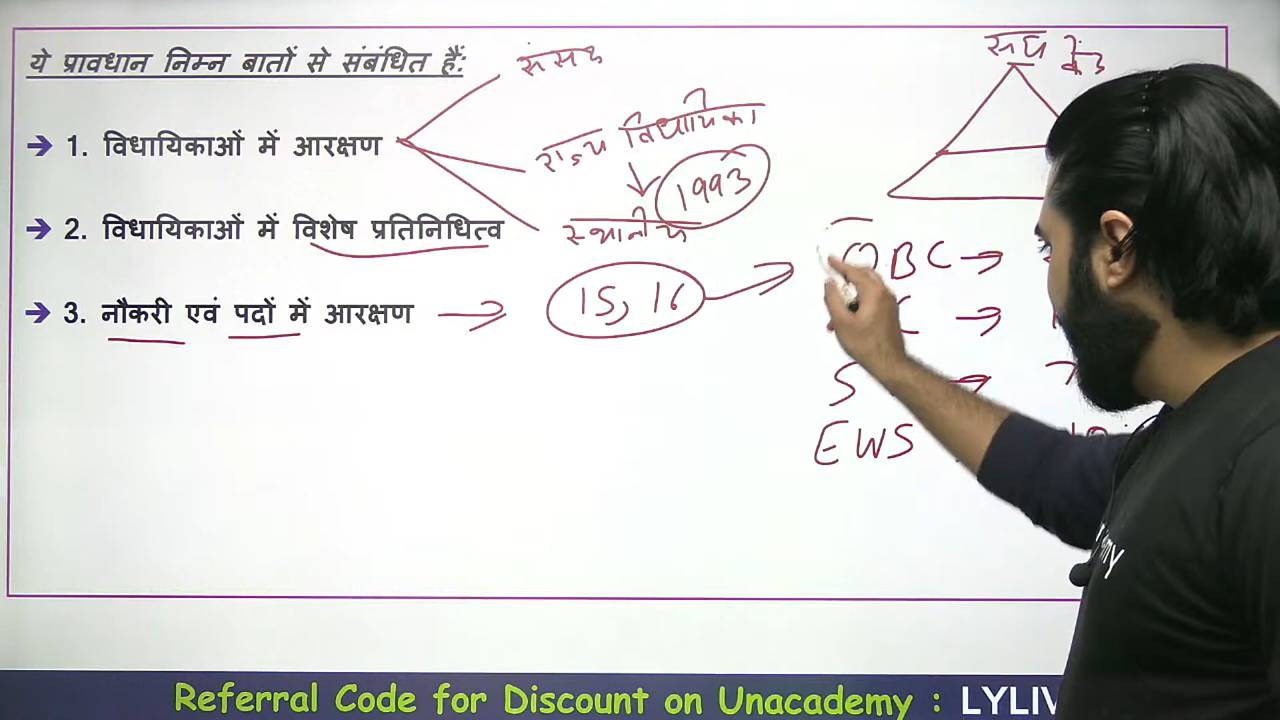 ये प्रावधान निम्न बातों से संबंधित हैं:
संसद
संघ केंद्र
→ 1. विधायिकाओं में आरक्षण
राज्य विधायिका
1993
→ 2. विधायिकाओं में विशेष प्रतिनिधित्व
स्थानीय
OBC →
→ 3. नौकरी एवं पदों में आरक्षण →
15, 16
EWS
Referral Code for Discount on Unacademy : LYLIV